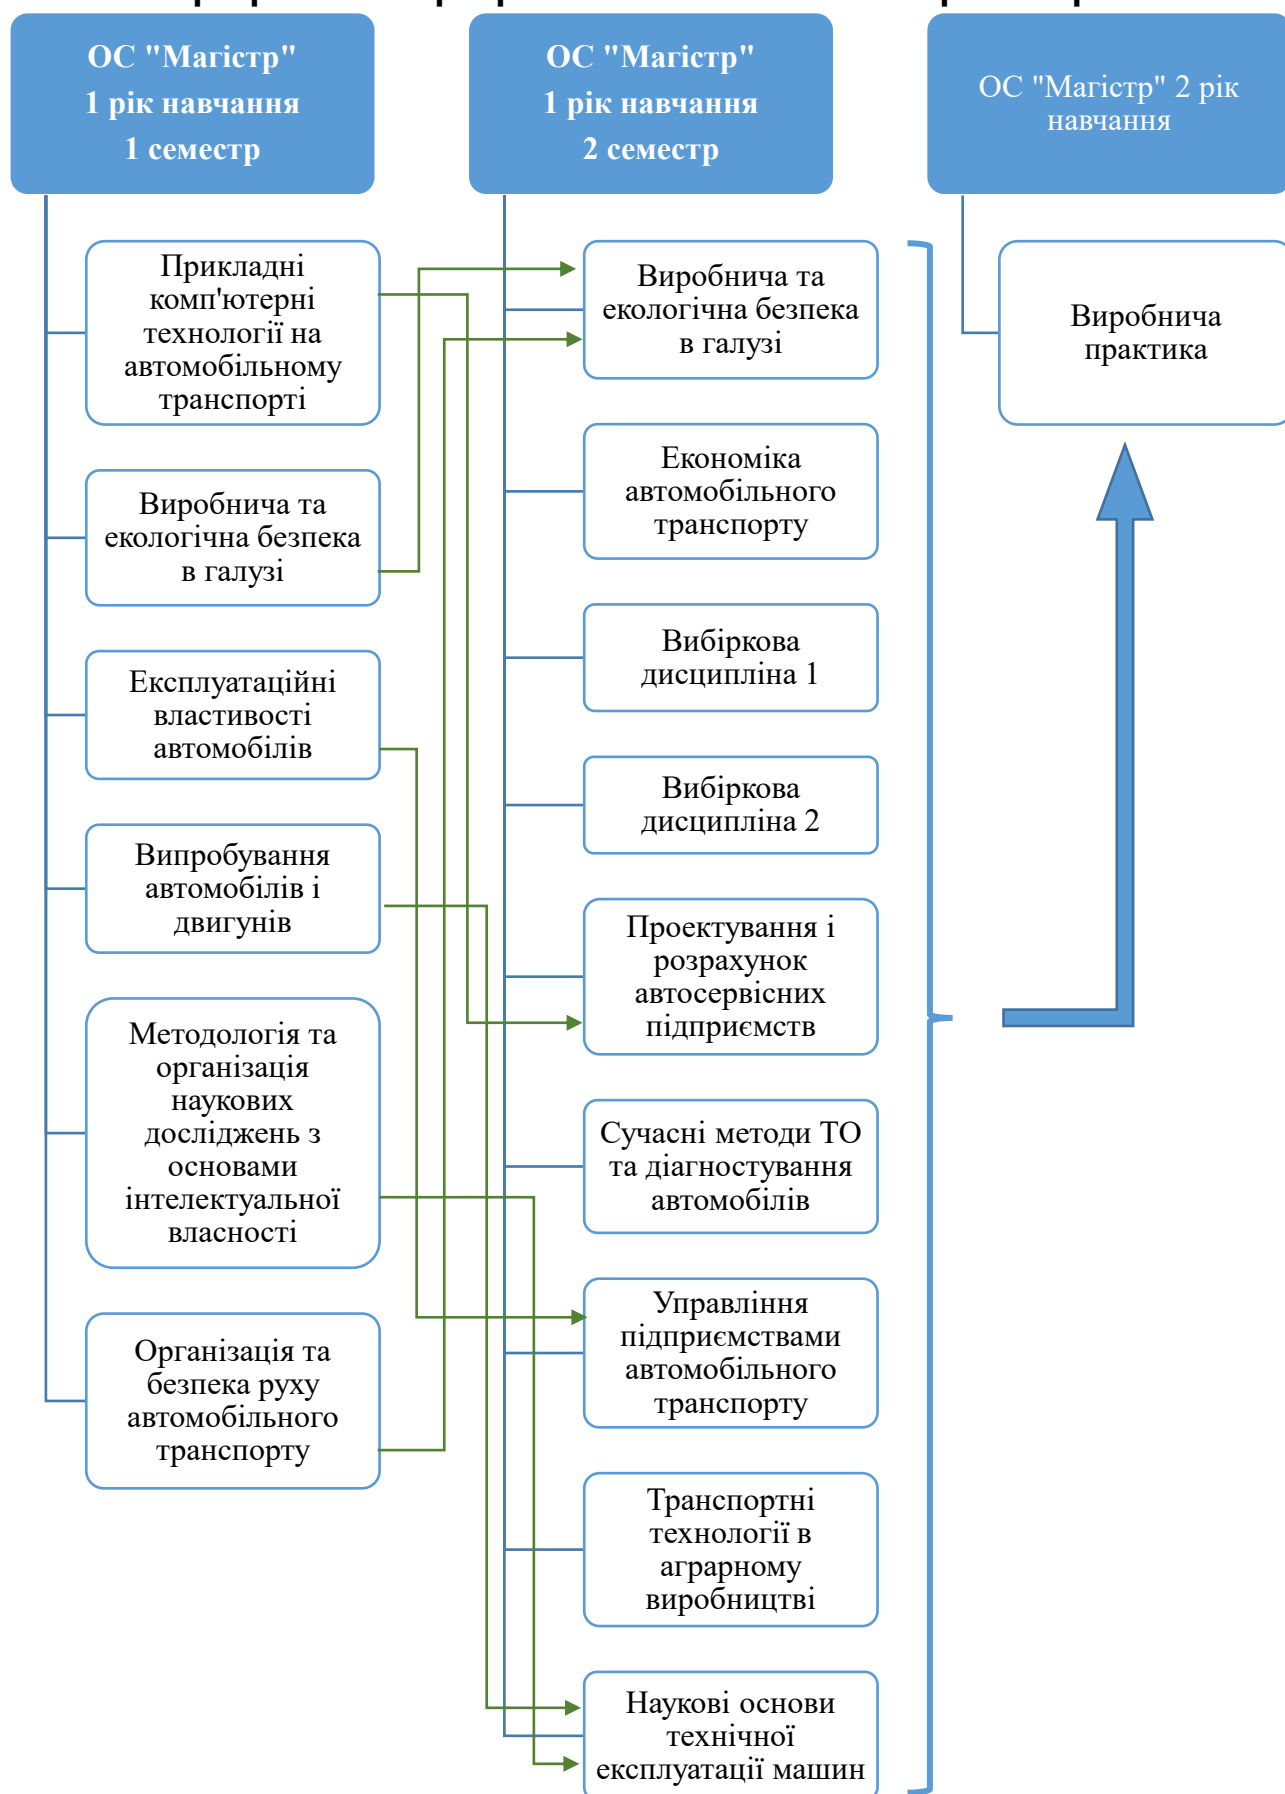 ОС "Магістр"
1 рік навчання
1 семестр
Прикладні
комп'ютерні
технології на
автомобільному
транспорті
Виробнича та
екологічна безпека
в галузі
Експлуатаційні
властивості
автомобілів
Випробування
автомобілів і
двигунів
Методологія та
організація
наукових
досліджень з
основами
інтелектуальної
власності
Організація та
безпека руху
автомобільного
транспорту
ОС "Магістр"
1 рік навчання
2 семестр
Виробнича та
екологічна безпека
в галузі
Економіка
автомобільного
транспорту
Вибіркова
дисципліна 1
Вибіркова
дисципліна 2
Проектування і
розрахунок
автосервісних
підприємств
Сучасні методи ТО
та діагностування
автомобілів
Управління
підприємствами
автомобільного
транспорту
Транспортні
технології в
аграрному
виробництві
Наукові основи
технічної
експлуатації машин
ОС "Магістр" 2 рік
навчання
Виробнича
практика